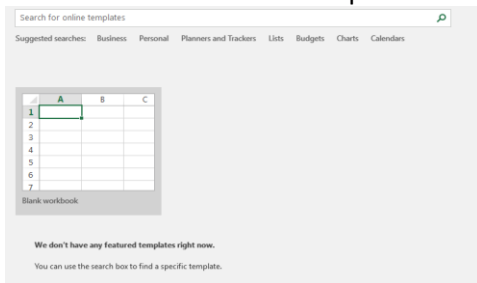 Search for online templates
Suggested searches: Business Personal Planners and Trackers Lists Budgets Charts Calendars
A B C
1
2
3
4
5
6
7
Blank workbook
We don't have any featured templates right now.
You can use the search box to find a specific template.